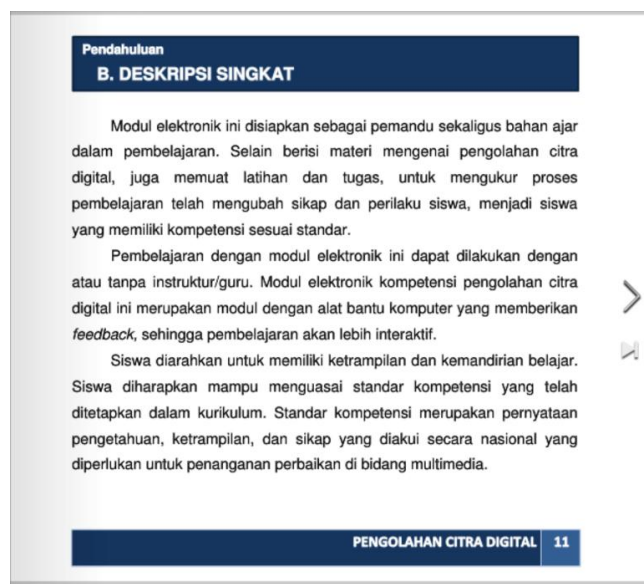 Pendahuluan
B. DESKRIPSI SINGKAT
Modul elektronik ini disiapkan sebagai pemandu sekaligus bahan ajar
dalam pembelajaran. Selain berisi materi mengenai pengolahan citra
digital, juga memuat latihan dan tugas, untuk mengukur proses
pembelajaran telah mengubah sikap dan perilaku siswa, menjadi siswa
yang memiliki kompetensi sesuai standar.
Pembelajaran dengan modul elektronik ini dapat dilakukan dengan
atau tanpa instruktur/guru. Modul elektronik kompetensi pengolahan citra
digital ini merupakan modul dengan alat bantu komputer yang memberikan
feedback, sehingga pembelajaran akan lebih interaktif.
Siswa diarahkan untuk memiliki ketrampilan dan kemandirian belajar.
Siswa diharapkan mampu menguasai standar kompetensi yang telah
ditetapkan dalam kurikulum. Standar kompetensi merupakan pernyataan
pengetahuan, ketrampilan, dan sikap yang diakui secara nasional yang
diperlukan untuk penanganan perbaikan di bidang multimedia.
PENGOLAHAN CITRA DIGITAL 11